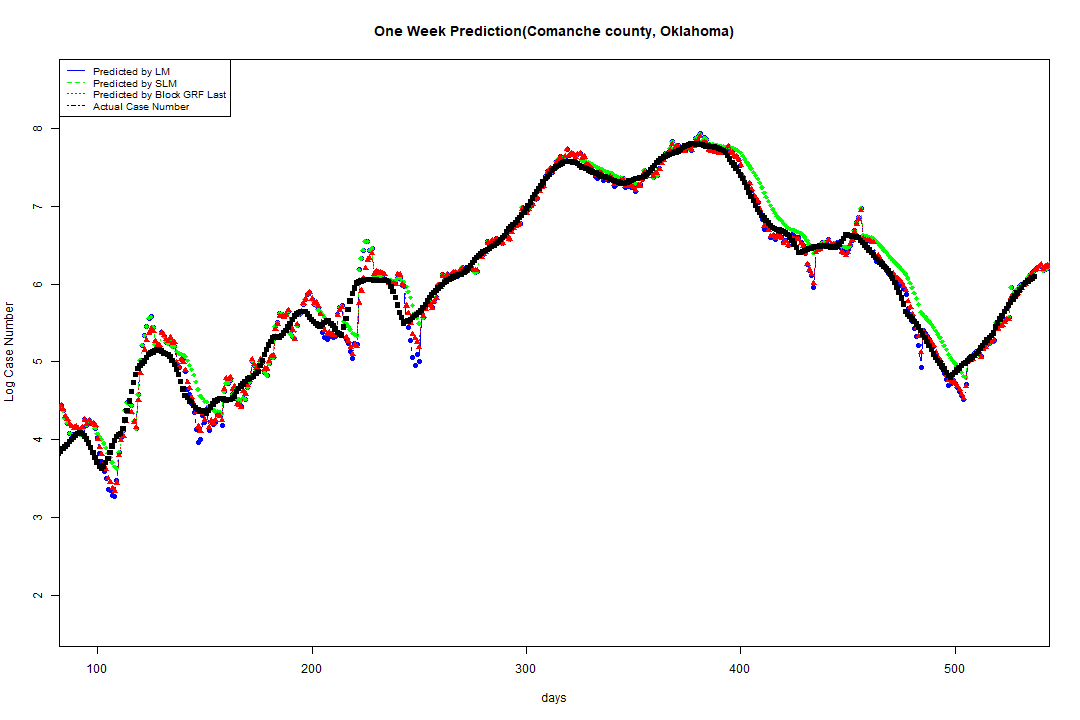 One Week Prediction(Comanche county, Oklahoma)
Predicted by LM
Predicted by SLM
Predicted by Block GRF Last
Actual Case Number
Log Case Number
8
7
6
5
4
3
2
100 200 300 400 500
days